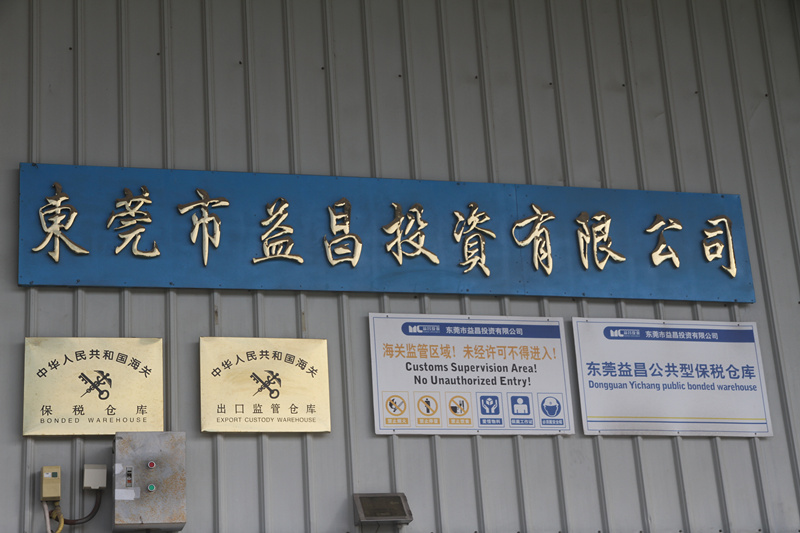 東莞市益昌投資有限公司
中华人民共和国海关
保税仓库
BONDED WAREHOUSE
中华人民共和国海关
出口监管仓库
EXPORT CUSTODY WAREHOUSE
东莞市益昌投资有限公司
海关监管区域！未经许可不得进入！
Customs Supervision Area!
No Unauthorized Entry!
东莞市益昌投资有限公司
东莞益昌公共型保税仓库
Dongguan Yichang public bonded warehouse